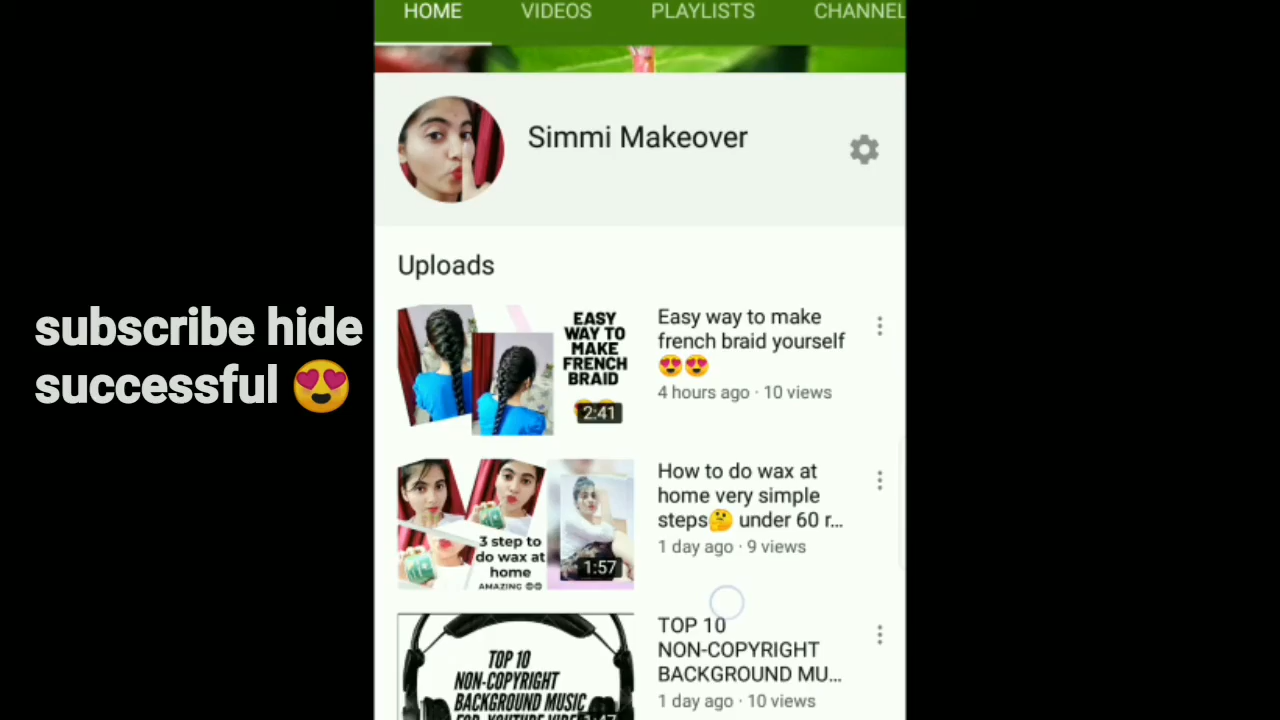 HOME VIDEOS PLAYLISTS CHANNEL
Simmi Makeover
Uploads
subscribe hide
successful 😍
EASY
WAY TO
MAKE
FRENCH
BRAID
2:41
Easy way to make
french braid yourself
😍😍
4 hours ago · 10 views
3 step to
do wax at
home
AMAZING
1:57
How to do wax at
home very simple
steps🤔 under 60 r...
1 day ago · 9 views
TOP 10
NON-COPYRIGHT
BACKGROUND MUSIC
TOP 10
NON-COPYRIGHT
BACKGROUND MU...
1 day ago · 10 views